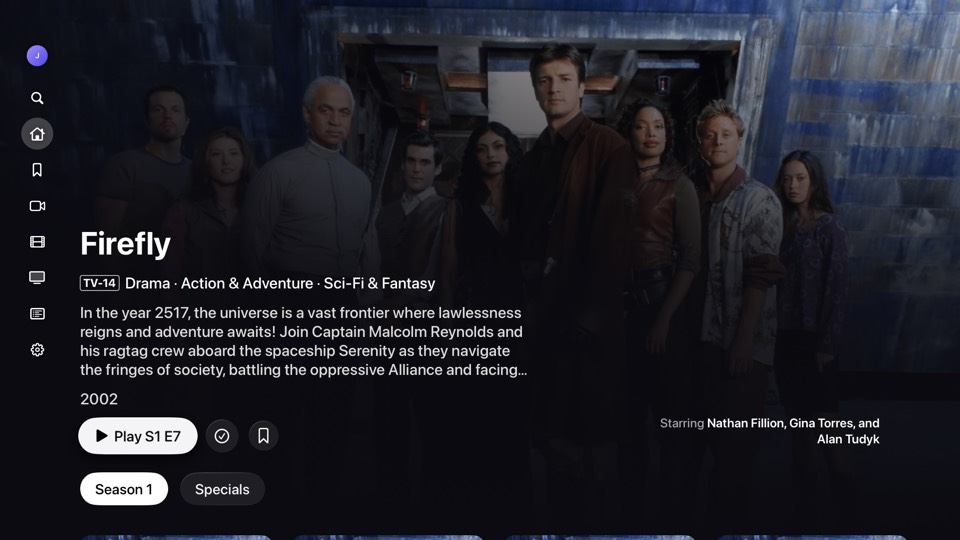 J
Firefly
TV-14 Drama · Action & Adventure · Sci-Fi & Fantasy
In the year 2517, the universe is a vast frontier where lawlessness
reigns and adventure awaits! Join Captain Malcolm Reynolds and
his ragtag crew aboard the spaceship Serenity as they navigate
the fringes of society, battling the oppressive Alliance and facing...
2002
Play S1 E7
Starring Nathan Fillion, Gina Torres, and
Alan Tudyk
Season 1 Specials